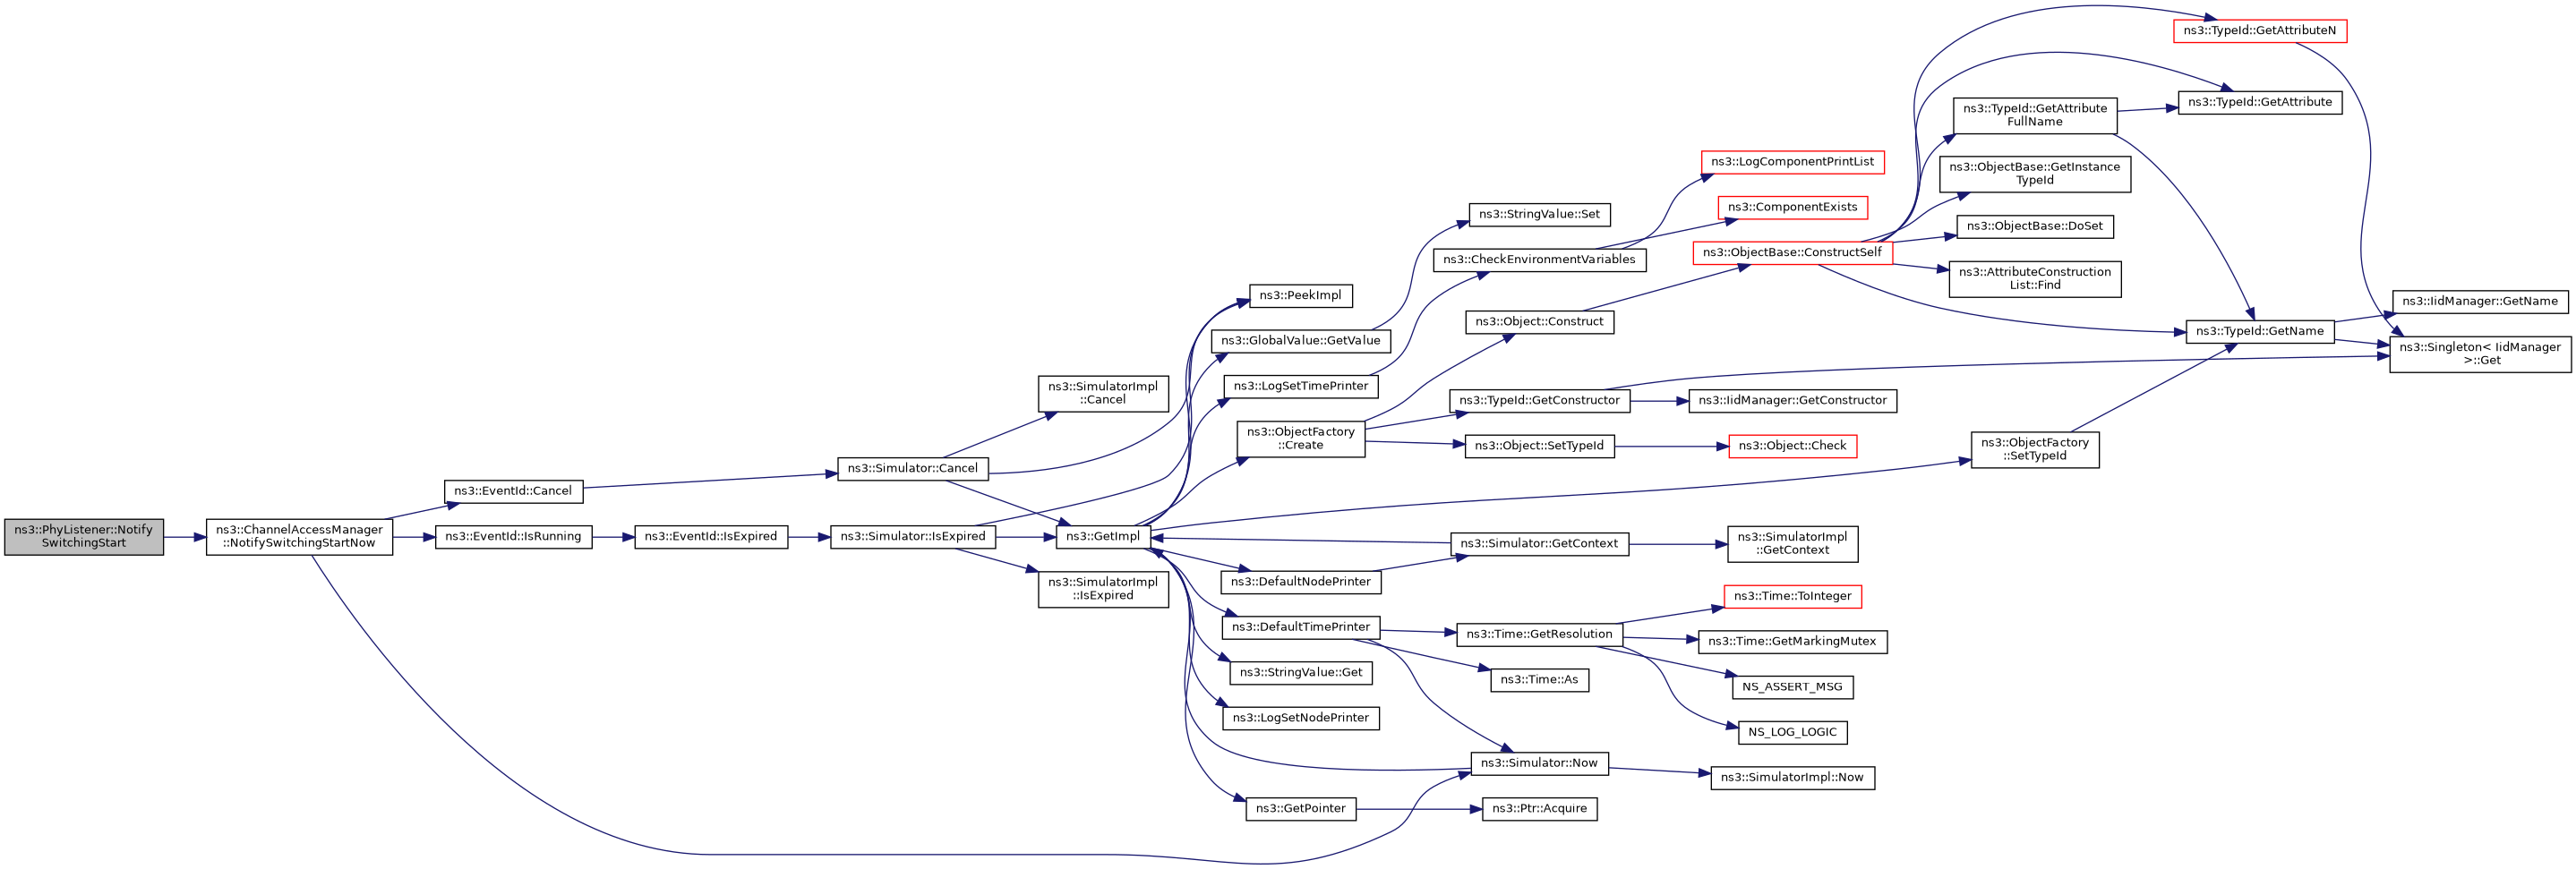 ns3::PhyListener::Notify
SwitchingStart
ns3::ChannelAccessManager
::NotifySwitchingStartNow
ns3::EventId::Cancel
ns3::EventId::IsRunning
ns3::EventId::IsExpired
ns3::Simulator::Cancel
ns3::Simulator::IsExpired
ns3::SimulatorImpl
::Cancel
ns3::GetImpl
ns3::SimulatorImpl
::IsExpired
ns3::PeekImpl
ns3::GlobalValue::GetValue
ns3::LogSetTimePrinter
ns3::ObjectFactory
::Create
ns3::DefaultNodePrinter
ns3::DefaultTimePrinter
ns3::StringValue::Get
ns3::LogSetNodePrinter
ns3::GetPointer
ns3::StringValue::Set
ns3::CheckEnvironmentVariables
ns3::Object::Construct
ns3::TypeId::GetConstructor
ns3::Object::SetTypeId
ns3::Simulator::GetContext
ns3::Time::GetResolution
ns3::Time::As
ns3::Simulator::Now
ns3::Ptr::Acquire
ns3::LogComponentPrintList
ns3::ComponentExists
ns3::ObjectBase::ConstructSelf
ns3::IidManager::GetConstructor
ns3::Object::Check
ns3::SimulatorImpl
::GetContext
ns3::Time::ToInteger
ns3::Time::GetMarkingMutex
NS_ASSERT_MSG
NS_LOG_LOGIC
ns3::SimulatorImpl::Now
ns3::TypeId::GetAttribute
FullName
ns3::ObjectBase::GetInstance
TypeId
ns3::ObjectBase::DoSet
ns3::AttributeConstruction
List::Find
ns3::ObjectFactory
::SetTypeId
ns3::TypeId::GetAttributeN
ns3::TypeId::GetAttribute
ns3::TypeId::GetName
ns3::IidManager::GetName
ns3::Singleton< IidManager
>::Get